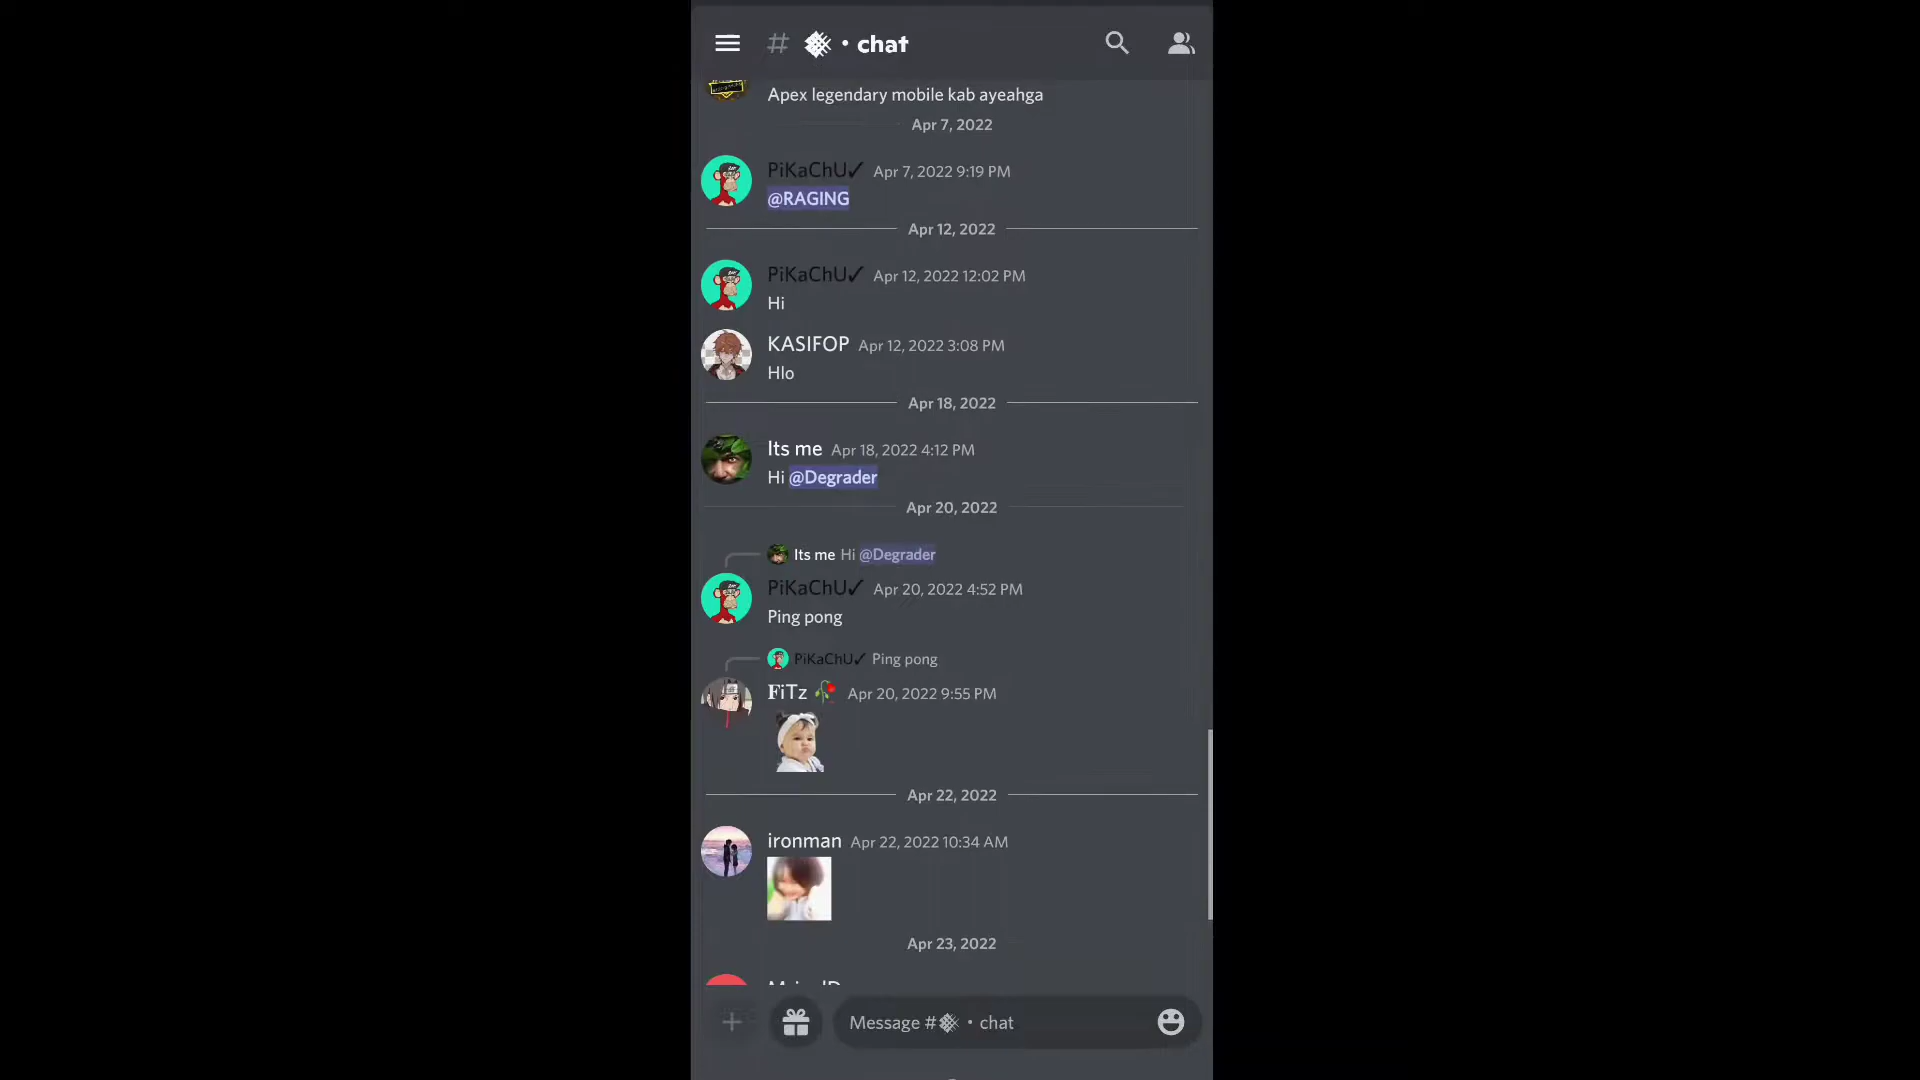 # • chat
Apex legendary mobile kab ayeahga
Apr 7, 2022
PiKaChU✓ Apr 7, 2022 9:19 PM
@RAGING
Apr 12, 2022
PiKaChU✓ Apr 12, 2022 12:02 PM
Hi
KASIFOP Apr 12, 2022 3:08 PM
Hlo
Apr 18, 2022
Its me Apr 18, 2022 4:12 PM
Hi @Degrader
Apr 20, 2022
Its me Hi @Degrader
PiKaChU✓ Apr 20, 2022 4:52 PM
Ping pong
PiKaChU✓ Ping pong
FiTz 🥀 Apr 20, 2022 9:55 PM
Apr 22, 2022
ironman Apr 22, 2022 10:34 AM
Apr 23, 2022
Message # • chat